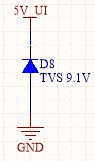 5V_UI
D8
TVS 9.1V
GND